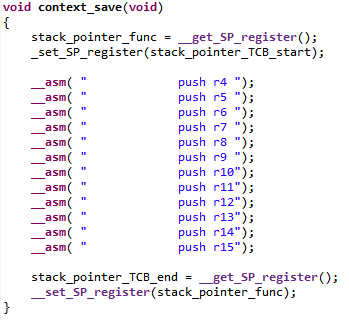 void context_save(void)
{
    stack_pointer_func = __get_SP_register();
    _set_SP_register(stack_pointer_TCB_start);
    __asm( "             push r4 ");
    __asm( "             push r5 ");
    __asm( "             push r6 ");
    __asm( "             push r7 ");
    __asm( "             push r8 ");
    __asm( "             push r9 ");
    __asm( "             push r10");
    __asm( "             push r11");
    __asm( "             push r12");
    __asm( "             push r13");
    __asm( "             push r14");
    __asm( "             push r15");
    stack_pointer_TCB_end = __get_SP_register();
    __set_SP_register(stack_pointer_func);
}